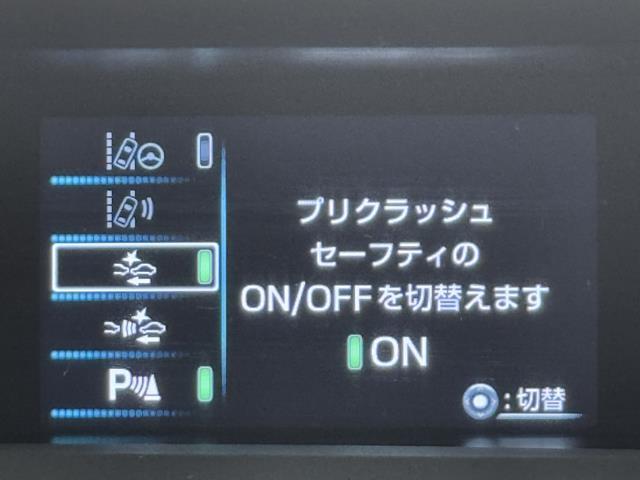 プリクラッシュ
セーフティの
ON/OFFを切替えます
ON
P
:切替